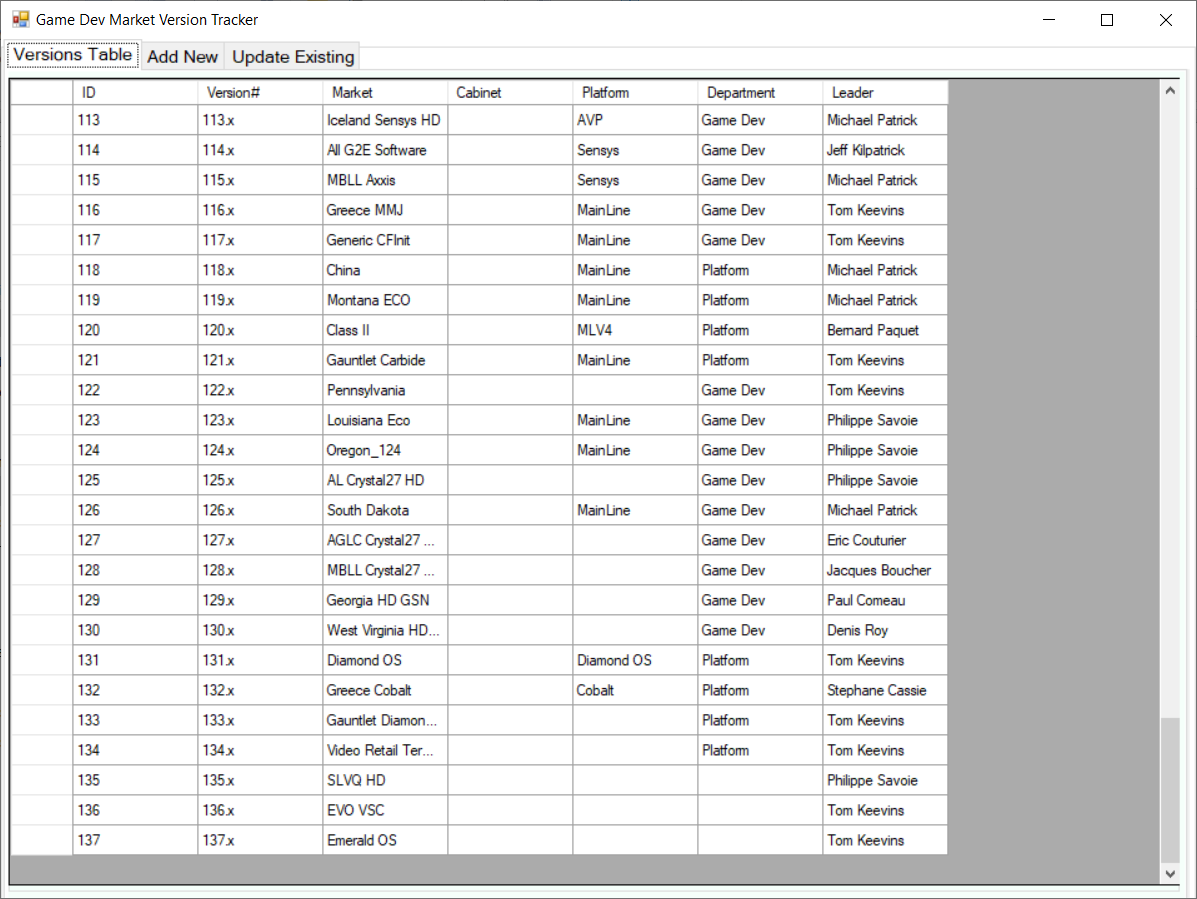 Game Dev Market Version Tracker
Versions Table Add New Update Existing
ID Version# Market Cabinet Platform Department Leader
113 113.x Iceland Sensys HD AVP Game Dev Michael Patrick
114 114.x All G2E Software Sensys Game Dev Jeff Kilpatrick
115 115.x MBLL Axxis Sensys Game Dev Michael Patrick
116 116.x Greece MMJ MainLine Game Dev Tom Keevins
117 117.x Generic CFInit MainLine Game Dev Tom Keevins
118 118.x China MainLine Platform Michael Patrick
119 119.x Montana ECO MainLine Platform Michael Patrick
120 120.x Class II MLV4 Platform Bernard Paquet
121 121.x Gauntlet Carbide MainLine Platform Tom Keevins
122 122.x Pennsylvania Game Dev Tom Keevins
123 123.x Louisiana Eco MainLine Game Dev Philippe Savoie
124 124.x Oregon_124 MainLine Game Dev Philippe Savoie
125 125.x AL Crystal27 HD Game Dev Philippe Savoie
126 126.x South Dakota MainLine Game Dev Michael Patrick
127 127.x AGLC Crystal27 ... Game Dev Eric Couturier
128 128.x MBLL Crystal27 ... Game Dev Jacques Boucher
129 129.x Georgia HD GSN Game Dev Paul Comeau
130 130.x West Virginia HD... Game Dev Denis Roy
131 131.x Diamond OS Diamond OS Platform Tom Keevins
132 132.x Greece Cobalt Cobalt Platform Stephane Cassie
133 133.x Gauntlet Diamon... Platform Tom Keevins
134 134.x Video Retail Ter... Platform Tom Keevins
135 135.x SLVQ HD Philippe Savoie
136 136.x EVO VSC Tom Keevins
137 137.x Emerald OS Tom Keevins